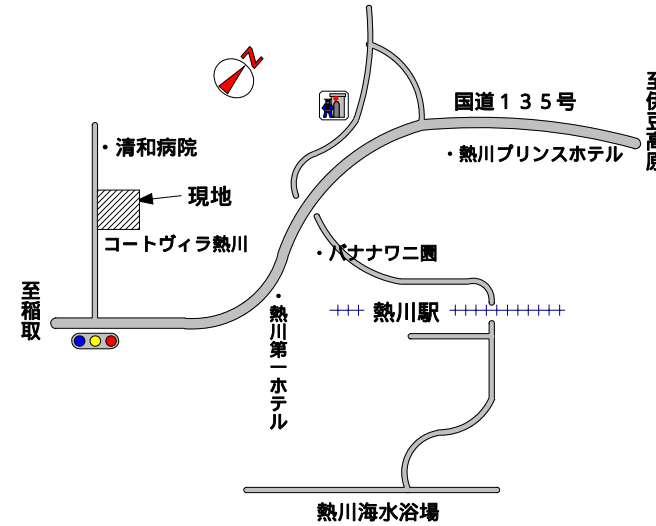 N
国道１３５号
至伊豆高原
・清和病院
・熱川プリンスホテル
現地
コートヴィラ熱川
・バナナワニ園
至稲取
熱川駅
・熱川第一ホテル
熱川海水浴場